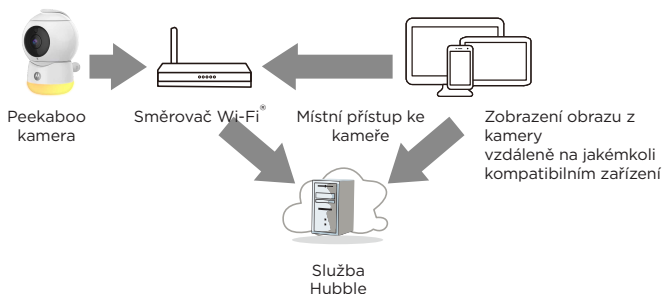 Peekaboo
kamera
Směrovač Wi-Fi®
Místní přístup ke
kameře
Zobrazení obrazu z
kamery
vzdáleně na jakémkoli
kompatibilním zařízení
Služba
Hubble